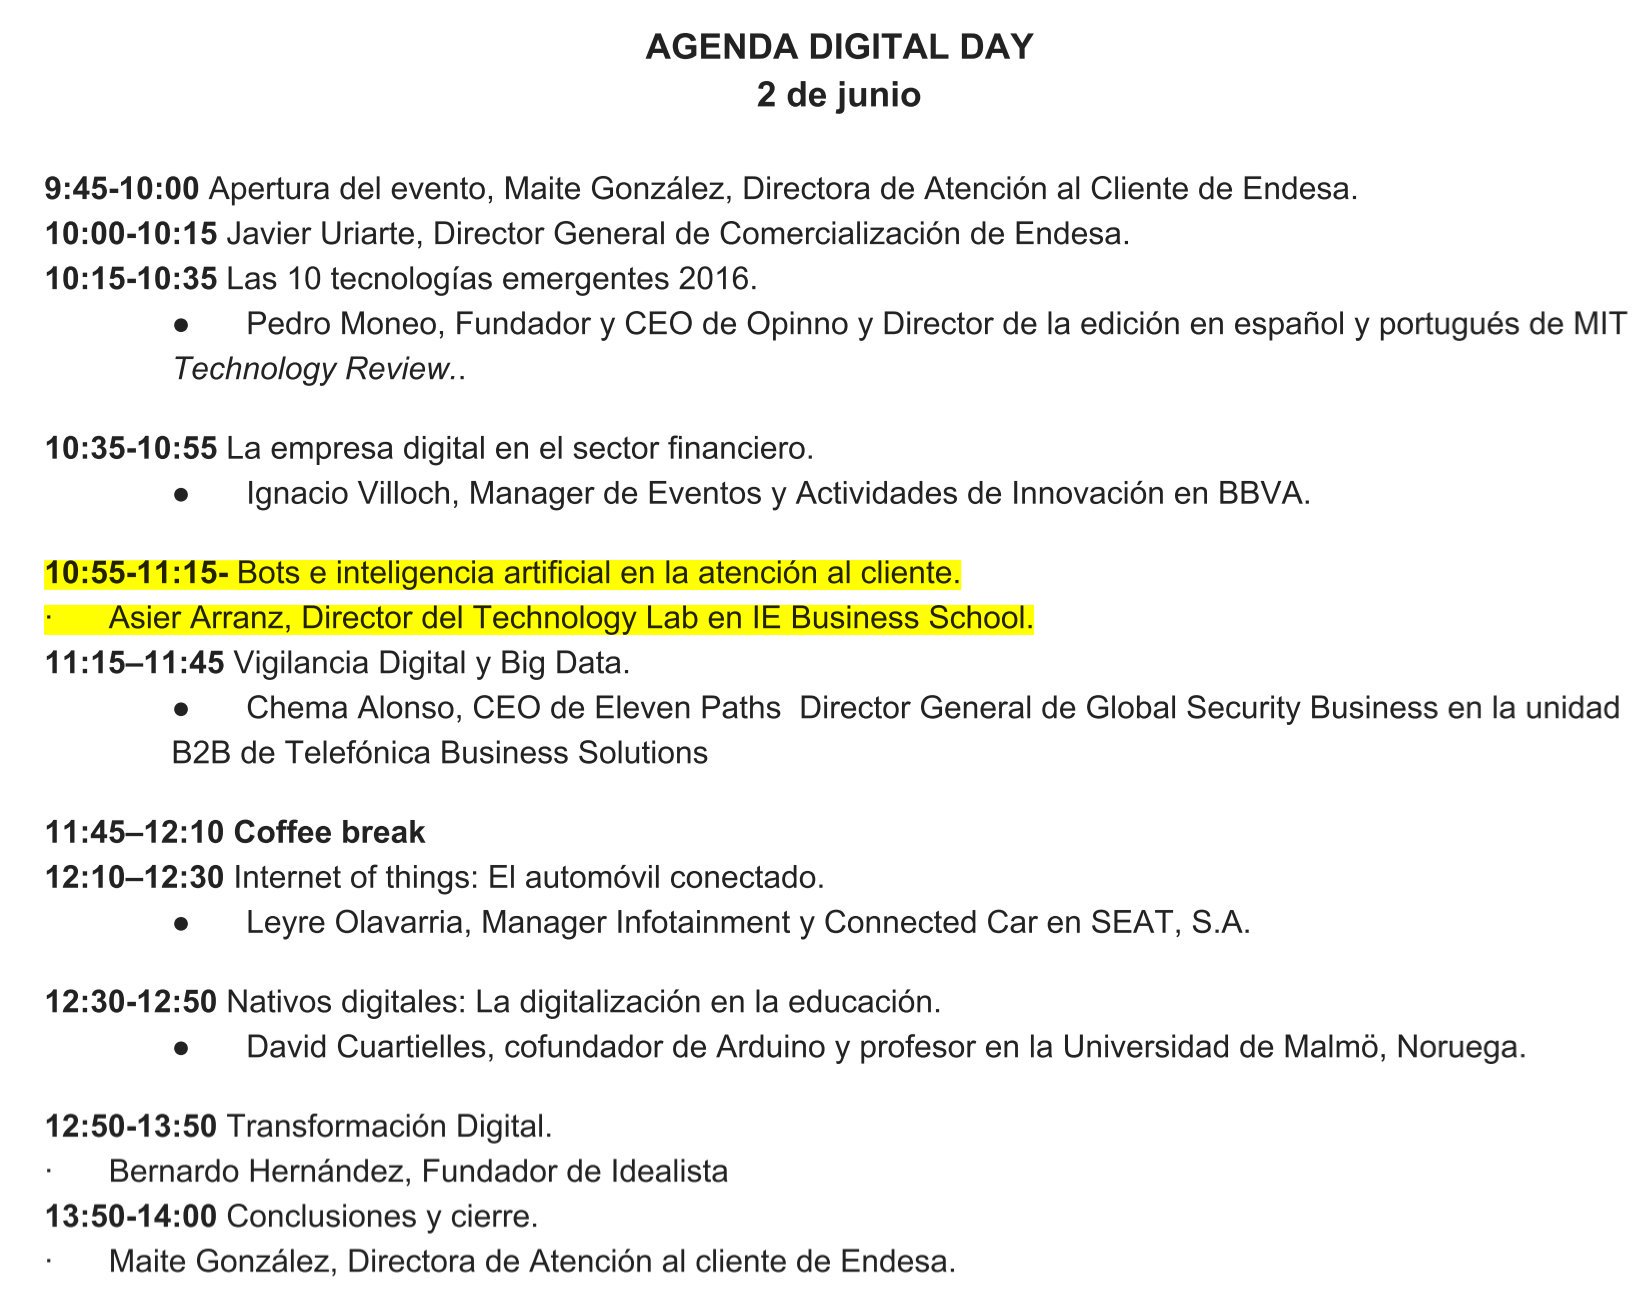 AGENDA DIGITAL DAY
2 de junio
9:45-10:00 Apertura del evento, Maite González, Directora de Atención al Cliente de Endesa.
10:00-10:15 Javier Uriarte, Director General de Comercialización de Endesa.
10:15-10:35 Las 10 tecnologías emergentes 2016.
● Pedro Moneo, Fundador y CEO de Opinno y Director de la edición en español y portugués de MIT
Technology Review..
10:35-10:55 La empresa digital en el sector financiero.
● Ignacio Villoch, Manager de Eventos y Actividades de Innovación en BBVA.
10:55-11:15- Bots e inteligencia artificial en la atención al cliente.
· Asier Arranz, Director del Technology Lab en IE Business School.
11:15–11:45 Vigilancia Digital y Big Data.
● Chema Alonso, CEO de Eleven Paths  Director General de Global Security Business en la unidad
B2B de Telefónica Business Solutions
11:45–12:10 Coffee break
12:10–12:30 Internet of things: El automóvil conectado.
● Leyre Olavarria, Manager Infotainment y Connected Car en SEAT, S.A.
12:30-12:50 Nativos digitales: La digitalización en la educación.
● David Cuartielles, cofundador de Arduino y profesor en la Universidad de Malmö, Noruega.
12:50-13:50 Transformación Digital.
· Bernardo Hernández, Fundador de Idealista
13:50-14:00 Conclusiones y cierre.
· Maite González, Directora de Atención al cliente de Endesa.